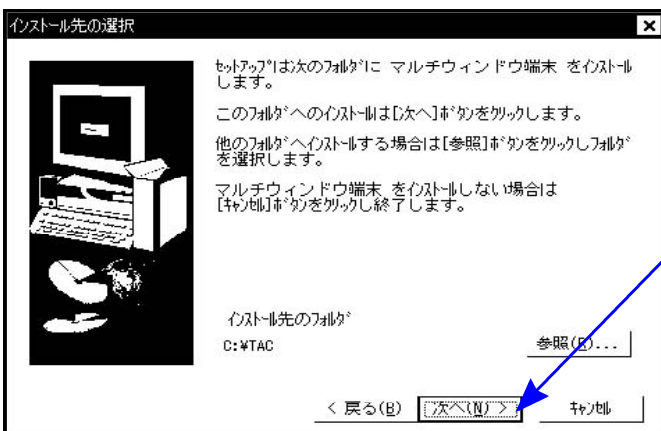 ｲﾝｽﾄｰﾙ先の選択
ｾｯﾄｱｯﾌﾟは次のﾌｫﾙﾀﾞに マルチウィンドウ端末 をｲﾝｽﾄｰﾙ
します。
このﾌｫﾙﾀﾞへのｲﾝｽﾄｰﾙは[次へ]ﾎﾞﾀﾝをｸﾘｯｸします。
他のﾌｫﾙﾀﾞへｲﾝｽﾄｰﾙする場合は[参照]ﾎﾞﾀﾝをｸﾘｯｸしﾌｫﾙﾀﾞ
を選択します。
マルチウィンドウ端末 をｲﾝｽﾄｰﾙしない場合は
[ｷｬﾝｾﾙ]ﾎﾞﾀﾝをｸﾘｯｸし終了します。
ｲﾝｽﾄｰﾙ先のﾌｫﾙﾀﾞ
C:¥TAC
参照(R)...
< 戻る(B)
次へ(N) >
ｷｬﾝｾﾙ